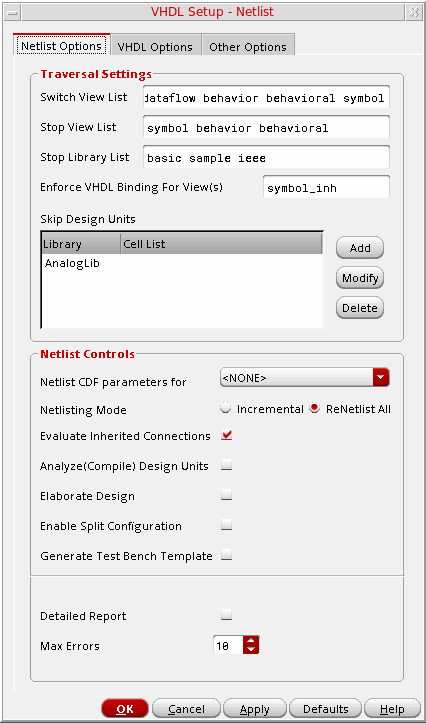 VHDL Setup - Netlist
Netlist Options VHDL Options Other Options
Traversal Settings
Switch View List dataflow behavior behavioral symbol
Stop View List symbol behavior behavioral
Stop Library List basic sample ieee
Enforce VHDL Binding For View(s) symbol_inh
Skip Design Units
Library Cell List
AnalogLib
Add
Modify
Delete
Netlist Controls
Netlist CDF parameters for <NONE>
Netlisting Mode Incremental ReNetlist All
Evaluate Inherited Connections
Analyze(Compile) Design Units
Elaborate Design
Enable Split Configuration
Generate Test Bench Template
Detailed Report
Max Errors 10
OK Cancel Apply Defaults Help